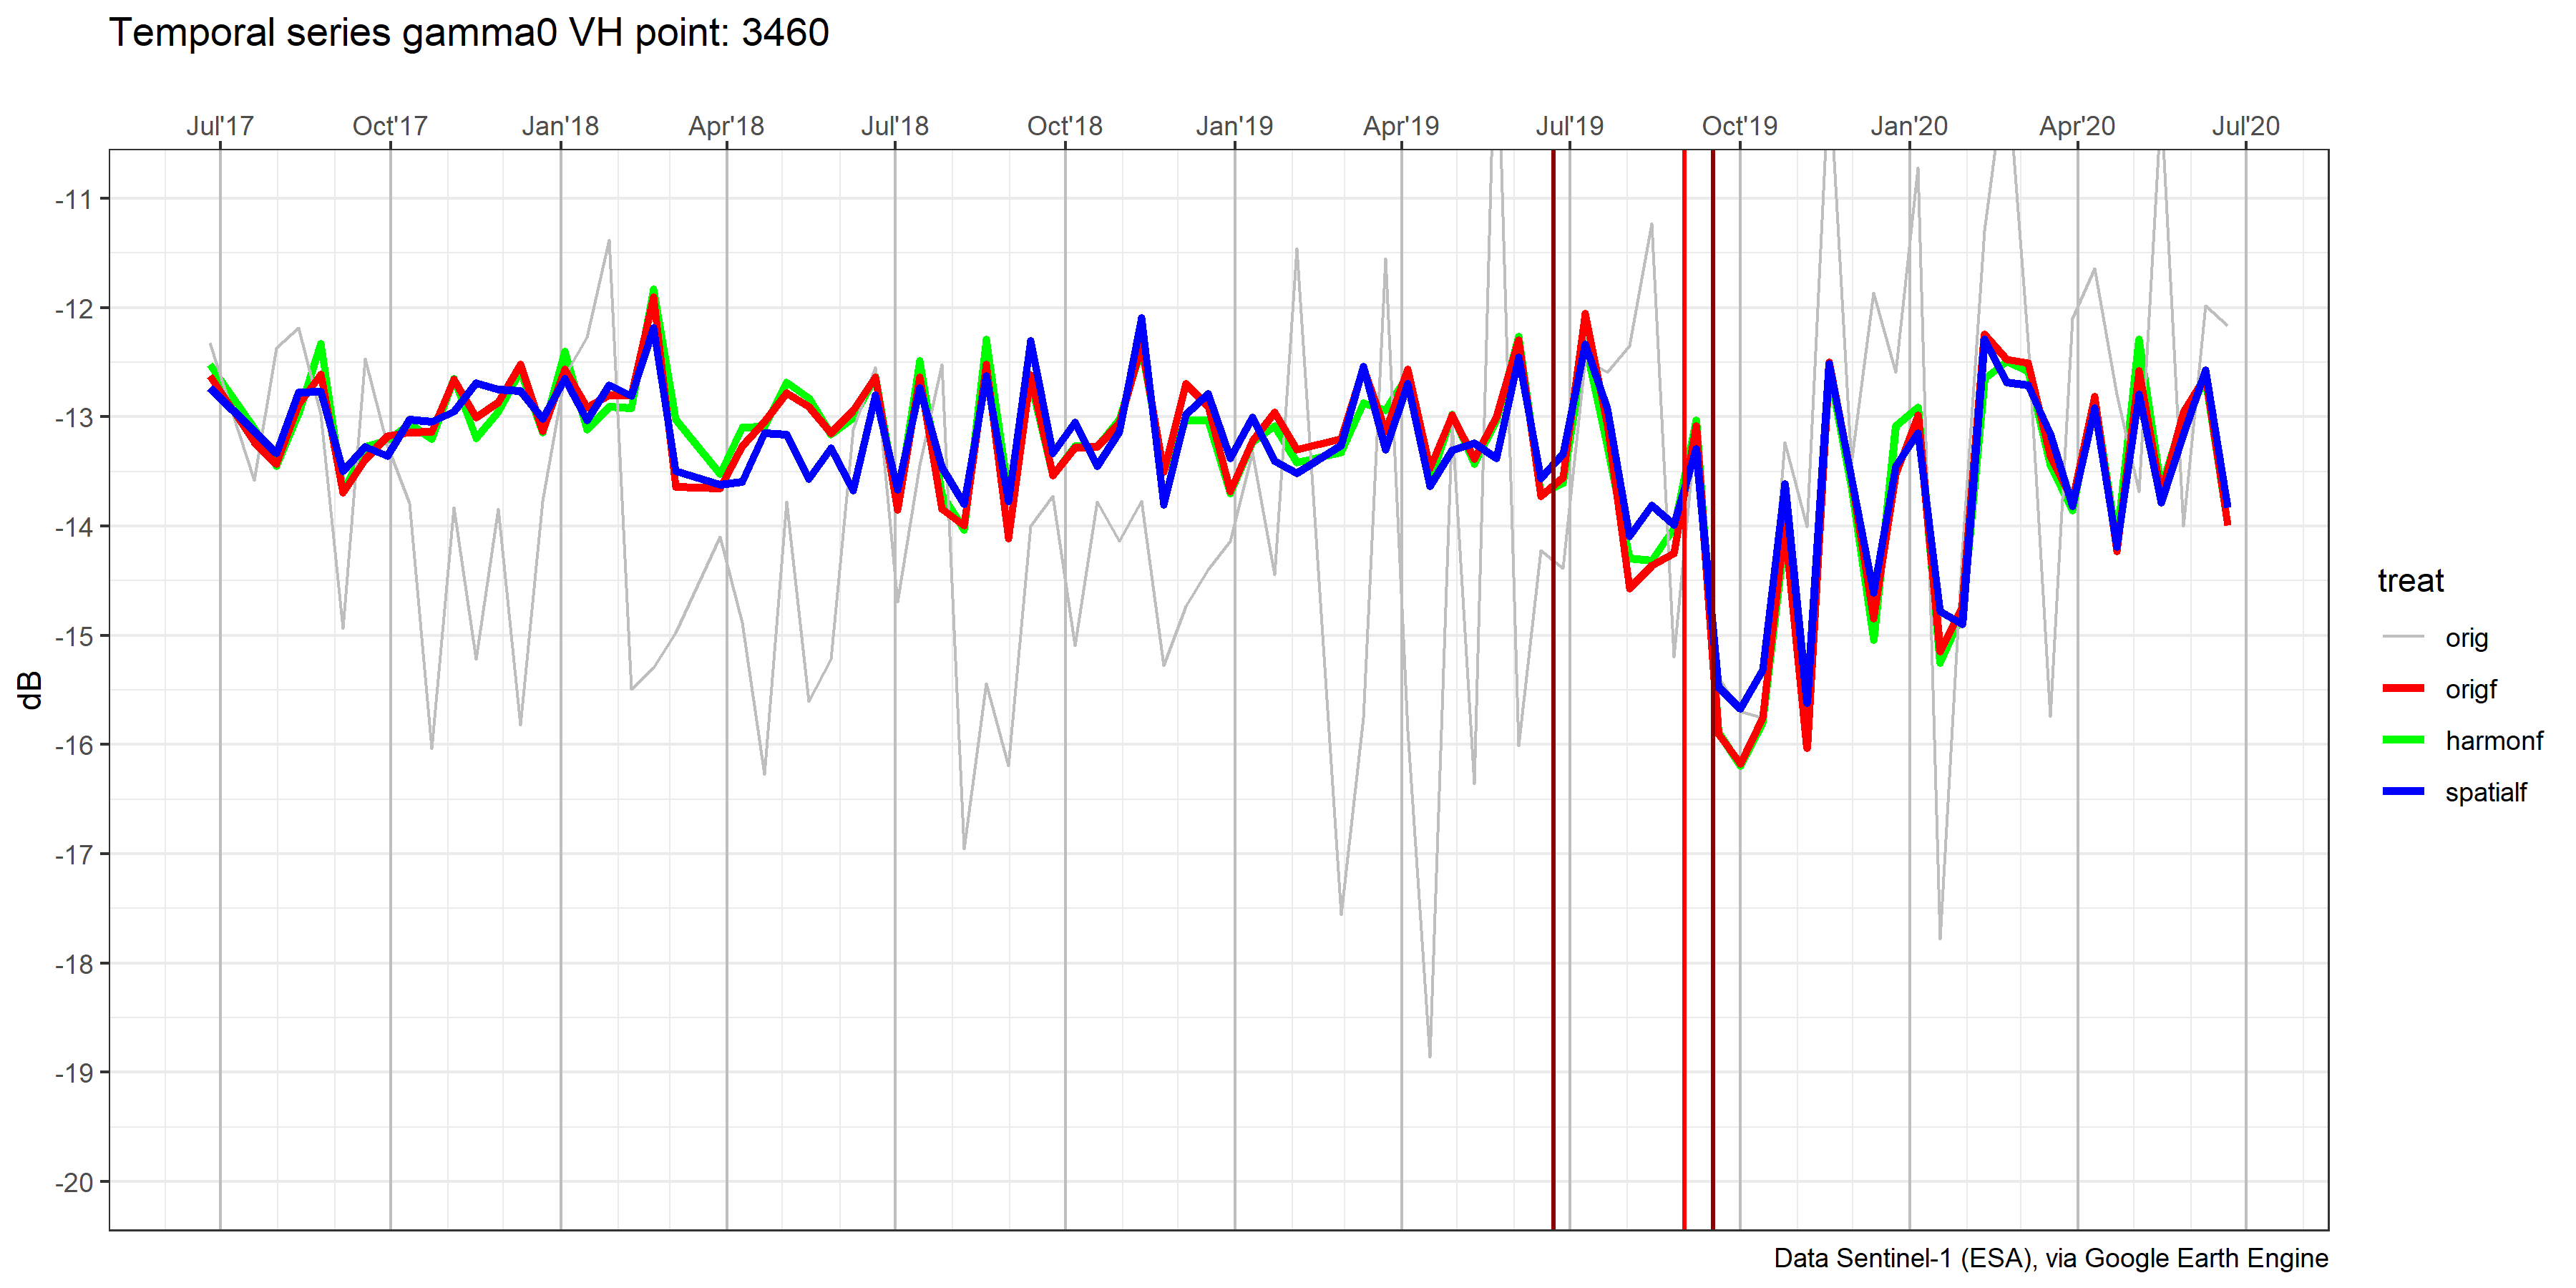 Temporal series gamma0 VH point: 3460
Jul'17 Oct'17 Jan'18 Apr'18 Jul'18 Oct'18 Jan'19 Apr'19 Jul'19 Oct'19 Jan'20 Apr'20 Jul'20
-11
-12
-13
-14
-15
-16
-17
-18
-19
-20
dB
treat
orig
origf
harmonf
spatialf
Data Sentinel-1 (ESA), via Google Earth Engine